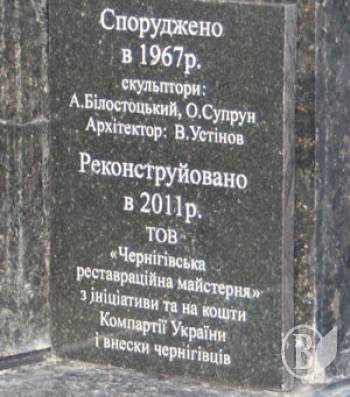 Споруджено
в 1967р.
скульптори:
А.Білостоцький, О.Супрун
Архітектор: В.Устінов
Реконструйовано
в 2011р.
ТОВ
«Чернігівська
реставраційна майстерня»
з ініціативи та на кошти
Компартії України
і внески чернігівців
В